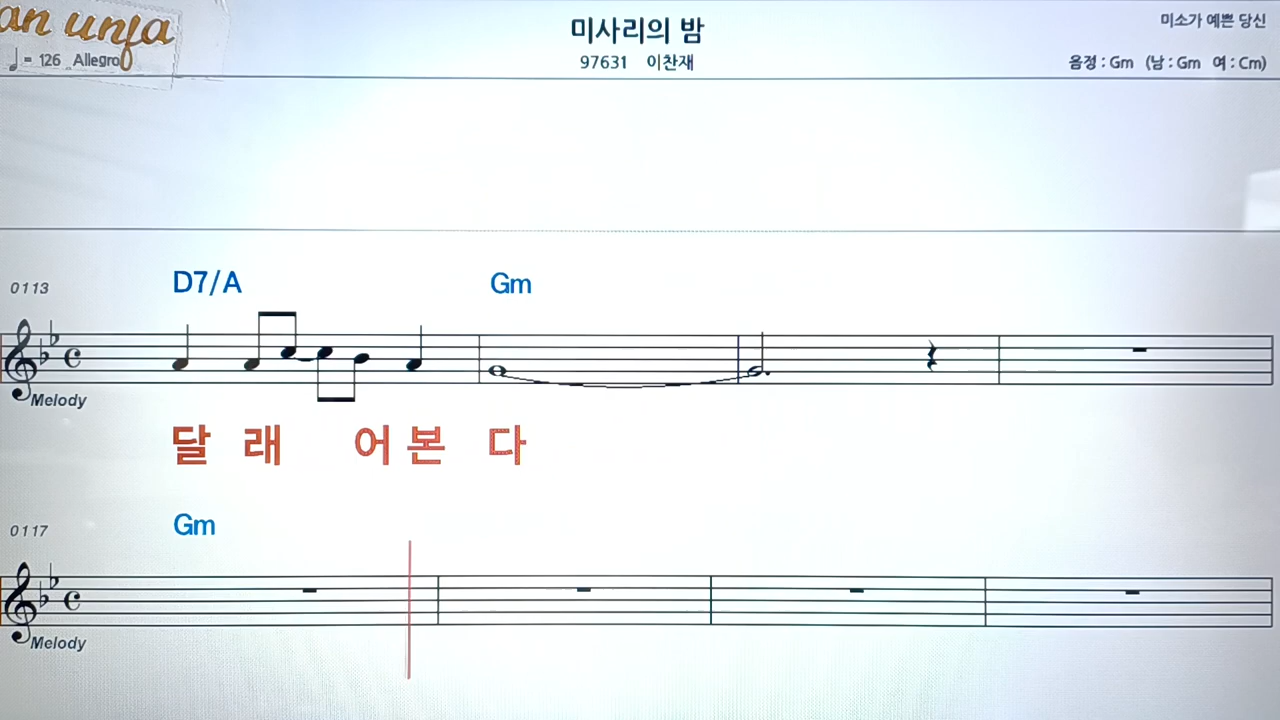 an unja
미사리의 밤
미소가 예쁜 당신
♩= 126 Allegro
97631 이찬재
음정 : Gm (남 : Gm 여 : Cm)
D7/A Gm
0113
Melody
달 래 어 본 다
Gm
0117
Melody